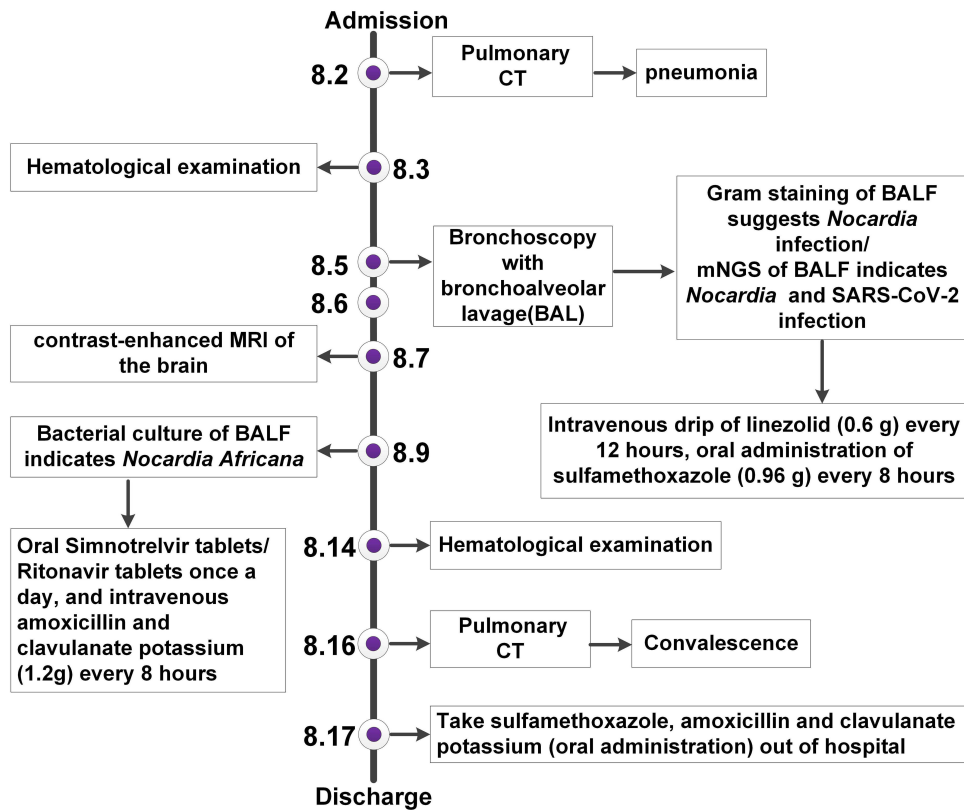 Admission
8.2
Pulmonary
CT
pneumonia
Hematological examination
8.3
8.5
Bronchoscopy
with
bronchoalveolar
lavage(BAL)
Gram staining of BALF
suggests Nocardia
infection/
mNGS of BALF indicates
Nocardia and SARS-CoV-2
infection
8.6
contrast-enhanced MRI of
the brain
8.7
Intravenous drip of linezolid (0.6 g) every
12 hours, oral administration of
sulfamethoxazole (0.96 g) every 8 hours
Bacterial culture of BALF
indicates Nocardia Africana
8.9
Oral Simnotrelvir tablets/
Ritonavir tablets once a
day, and intravenous
amoxicillin and
clavulanate potassium
(1.2g) every 8 hours
8.14
Hematological examination
8.16
Pulmonary
CT
Convalescence
8.17
Take sulfamethoxazole, amoxicillin and clavulanate
potassium (oral administration) out of hospital
Discharge